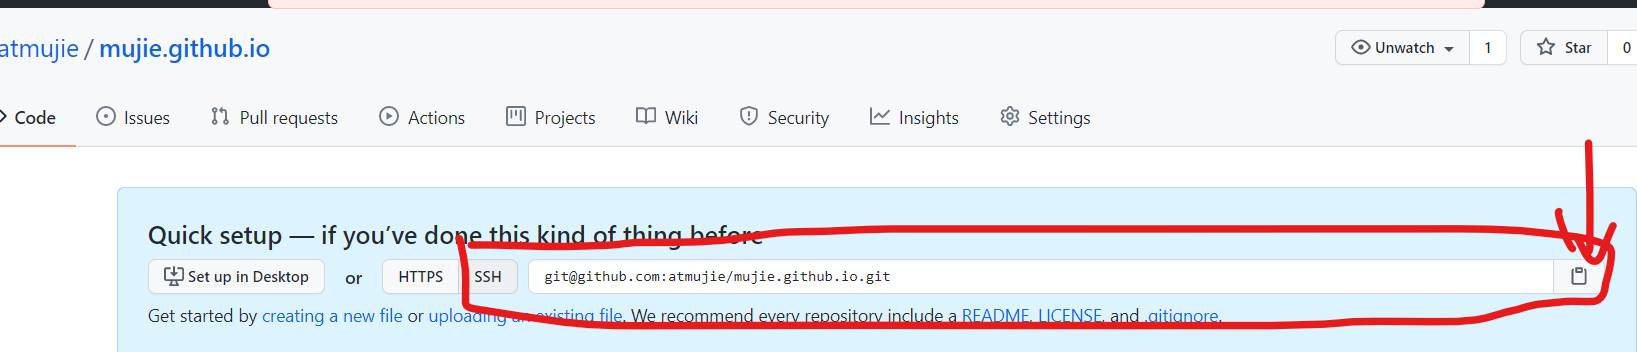 atmujie / mujie.github.io
Unwatch 1 Star 0
Code Issues Pull requests Actions Projects Wiki Security Insights Settings
Quick setup — if you’ve done this kind of thing before
Set up in Desktop or HTTPS SSH git@github.com:atmujie/mujie.github.io.git
Get started by creating a new file or uploading an existing file. We recommend every repository include a README, LICENSE, and .gitignore.